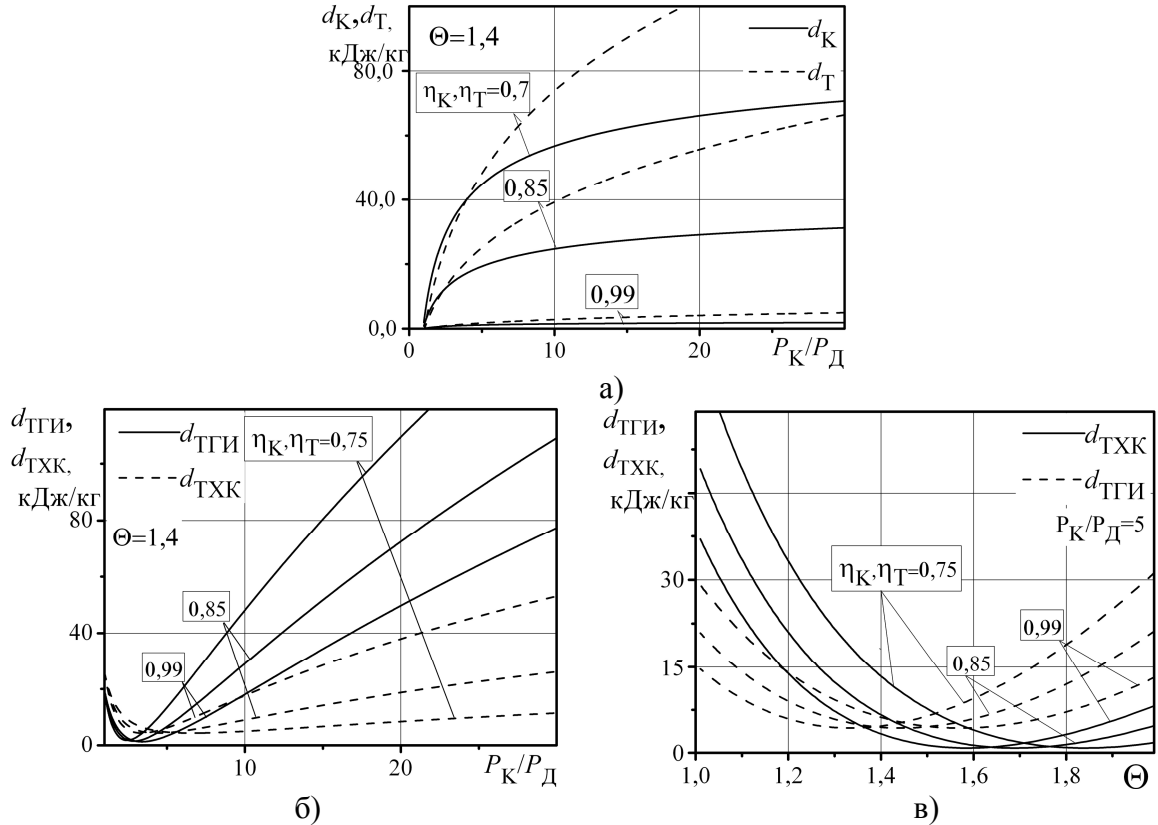 d_К, d_Т,
кДж/кг
Θ=1,4
d_К
d_Т
80,0
η_К,η_Т=0,7
0,85
40,0
0,99
0,0
0
10
20
P_К/P_Д
а)
d_ТГИ,
d_ТХК,
кДж/кг
d_ТГИ
d_ТХК
η_К,η_Т=0,75
80
Θ=1,4
0,85
40
0,99
0
10
20
P_К/P_Д
б)
d_ТГИ,
d_ТХК,
кДж/кг
d_ТХК
d_ТГИ
P_К/P_Д=5
30
η_К,η_Т=0,75
0,99
15
0,85
0
1,0
1,2
1,4
1,6
1,8
Θ
в)